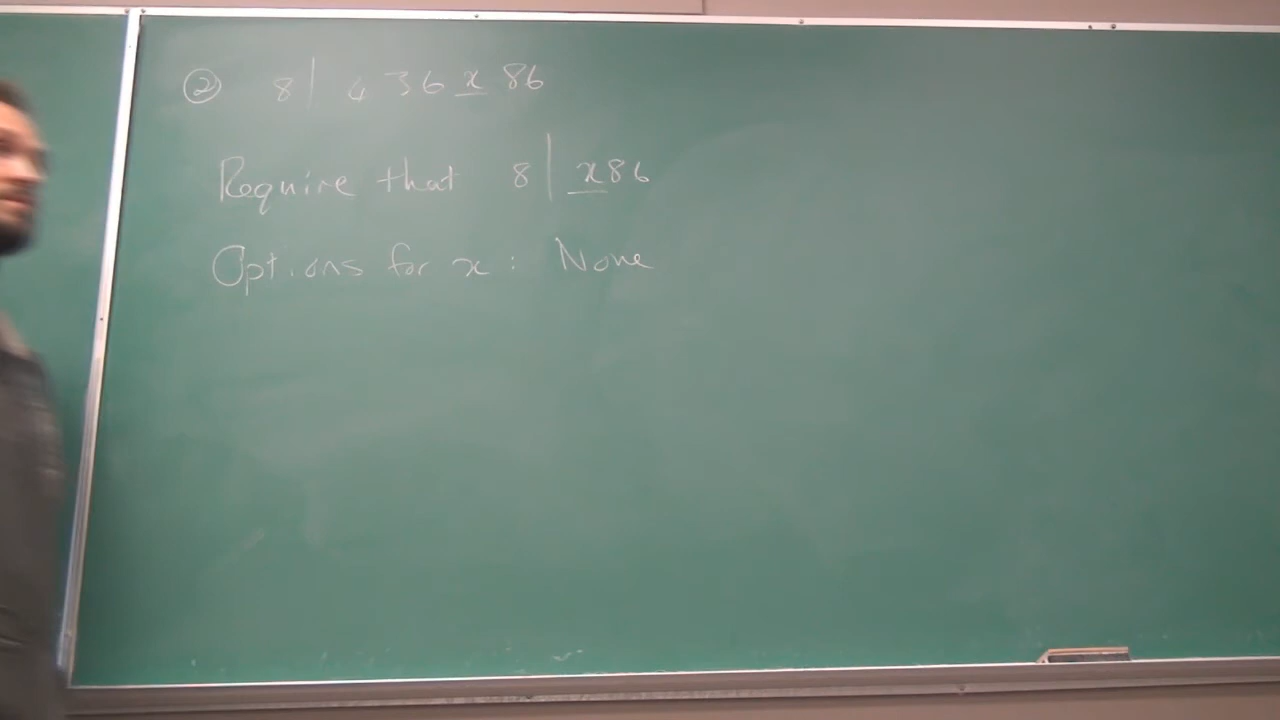 ② 8 | 436x86
Require that 8 | x86
Options for x : None